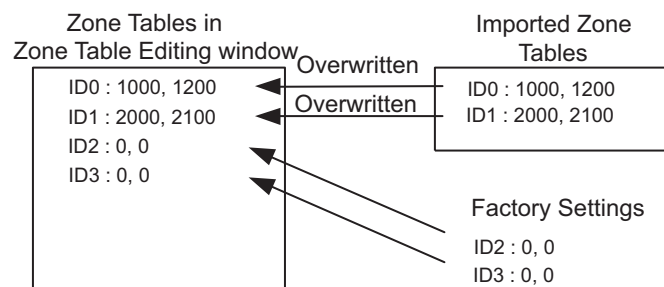 Zone Tables in
Zone Table Editing window
Imported Zone
Tables
Overwritten
Overwritten
ID0 : 1000, 1200
ID1 : 2000, 2100
ID2 : 0, 0
ID3 : 0, 0
ID0 : 1000, 1200
ID1 : 2000, 2100
Factory Settings
ID2 : 0, 0
ID3 : 0, 0